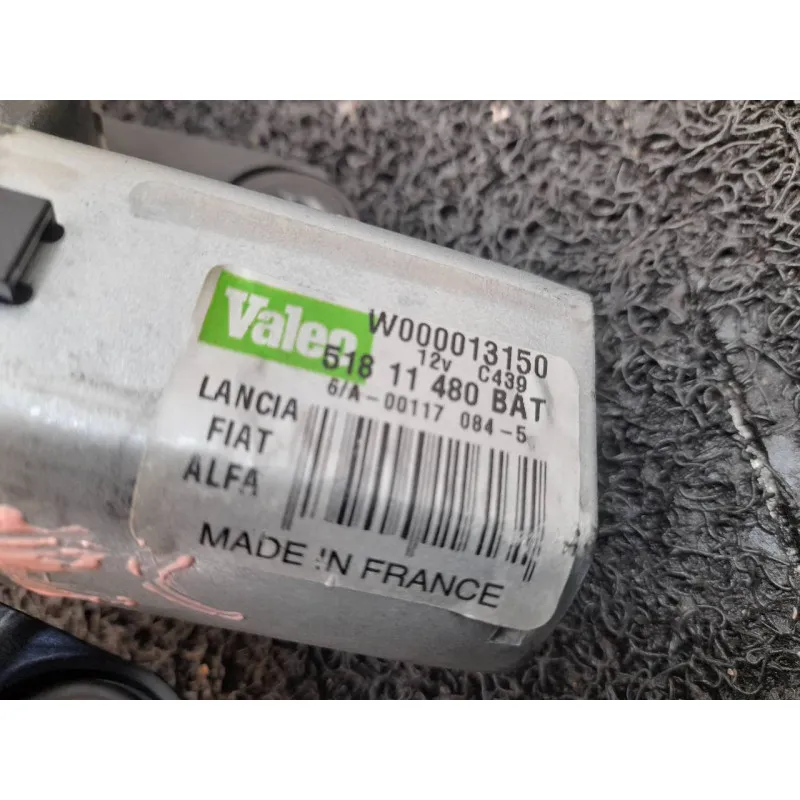 Valeo
W000013150
12v C439
518 11 480 BAT
6/A-00117 084-5
LANCIA
FIAT
ALFA
MADE IN FRANCE